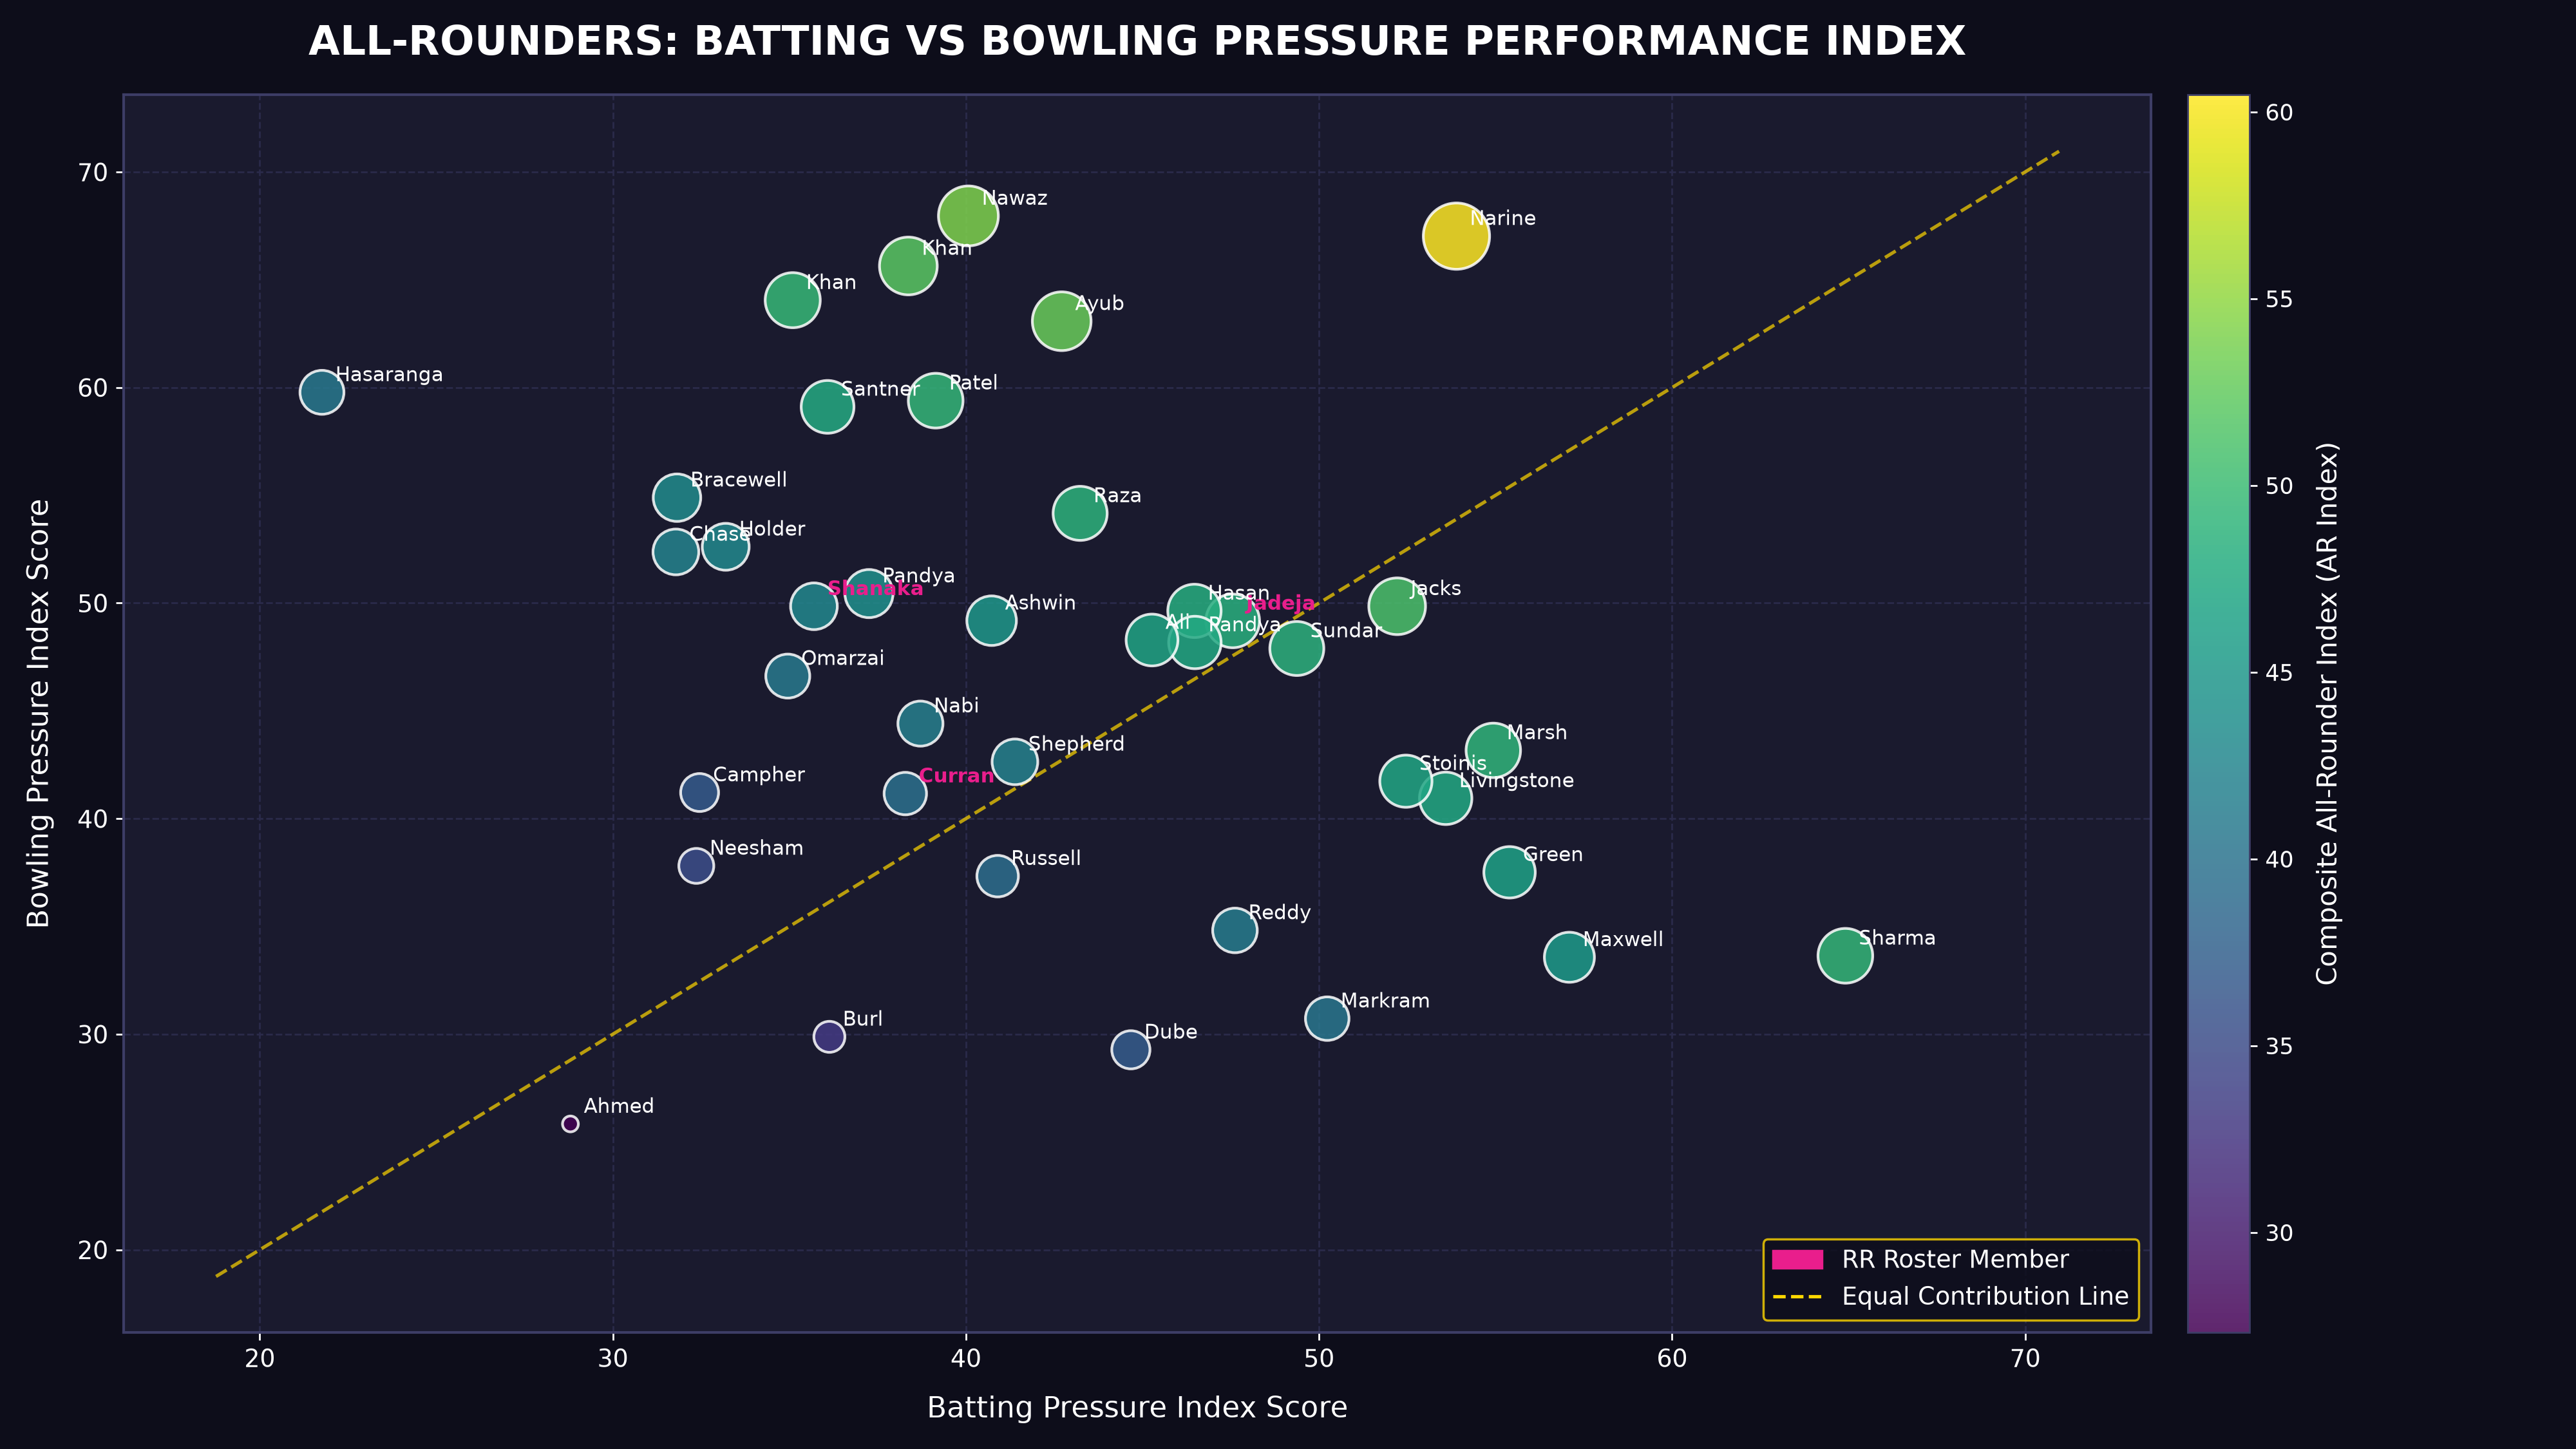 ALL-ROUNDERS: BATTING VS BOWLING PRESSURE PERFORMANCE INDEX
Bowling Pressure Index Score
70
60
50
40
30
20
Nawaz
Narine
Khan
Khan
Ayub
Hasaranga
Santner
Patel
Bracewell
Raza
Chase
Holder
Pandya
Shanaka
Ashwin
Hasan
Jadeja
Jacks
Ali
Pandya
Sundar
Omarzai
Nabi
Shepherd
Marsh
Campher
Curran
Stoinis
Livingstone
Neesham
Russell
Green
Reddy
Maxwell
Sharma
Burl
Dube
Markram
Ahmed
RR Roster Member
Equal Contribution Line
20
30
40
50
60
70
Batting Pressure Index Score
60
55
50
45
40
35
30
Composite All-Rounder Index (AR Index)